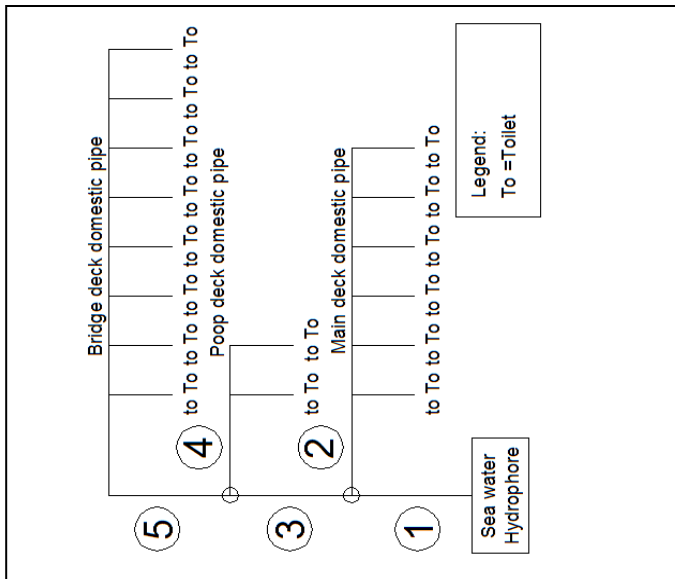 Bridge deck domestic pipe
5
to To to To to To to To to To to To to To to To
4
Poop deck domestic pipe
3
to To to To
2
Main deck domestic pipe
1
to To to To to To to To to To to To
Sea water
Hydrophore
Legend:
To =Toilet